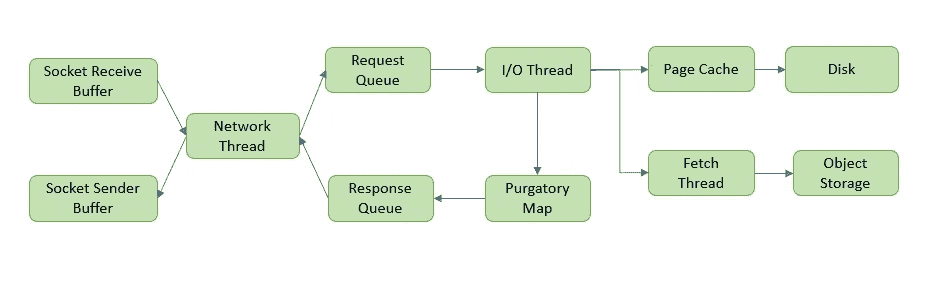 Socket Receive
Buffer
Network
Thread
Socket Sender
Buffer
Request
Queue
Response
Queue
I/O Thread
Purgatory
Map
Page Cache
Disk
Fetch
Thread
Object
Storage